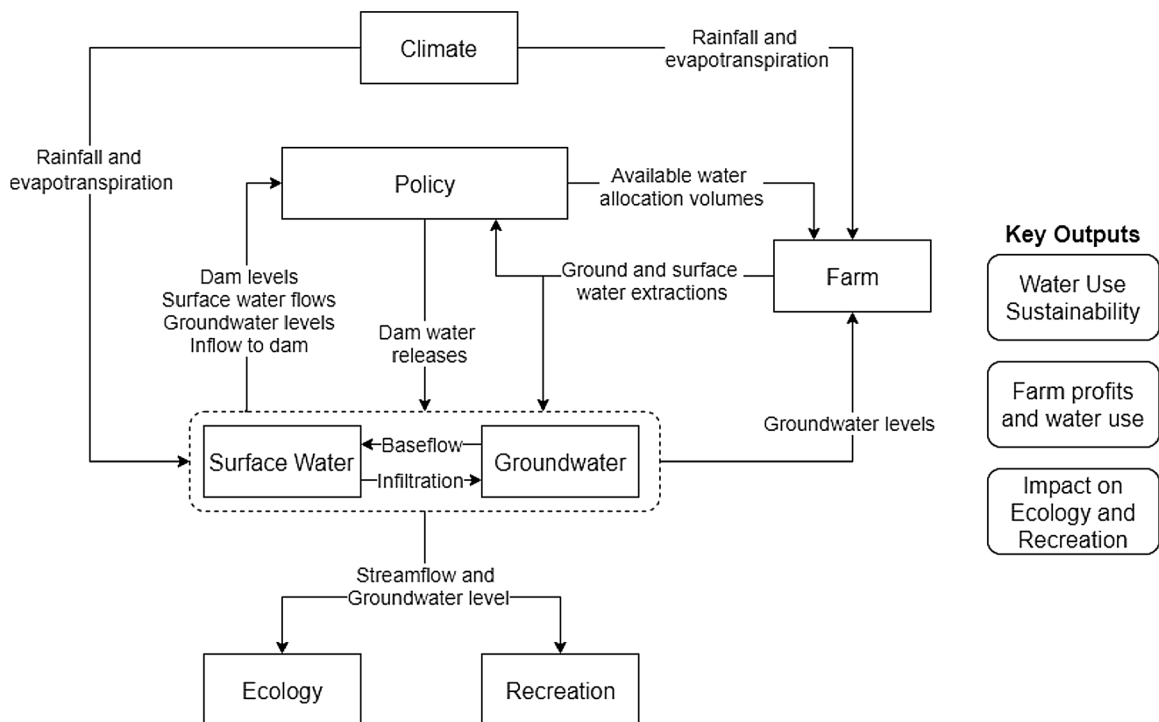 Climate
Rainfall and
evapotranspiration
Rainfall and
evapotranspiration
Policy
Available water
allocation volumes
Key Outputs
Farm
Ground and surface
water extractions
Water Use
Sustainability
Dam levels
Surface water flows
Groundwater levels
Inflow to dam
Dam water
releases
Farm profits
and water use
Groundwater levels
Surface Water
Baseflow
Infiltration
Groundwater
Impact on
Ecology and
Recreation
Streamflow and
Groundwater level
Ecology
Recreation